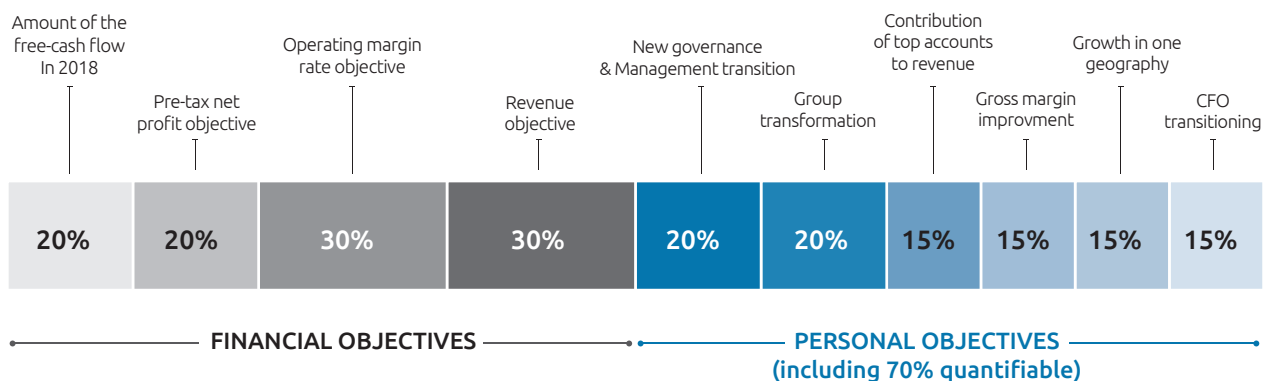 Amount of the
free-cash flow
In 2018
Pre-tax net
profit objective
Operating margin
rate objective
Revenue
objective
New governance
& Management transition
Group
transformation
Contribution
of top accounts
to revenue
Gross margin
improvment
Growth in one
geography
CFO
transitioning
20%
20%
30%
30%
20%
20%
15%
15%
15%
15%
FINANCIAL OBJECTIVES
PERSONAL OBJECTIVES
(including 70% quantifiable)